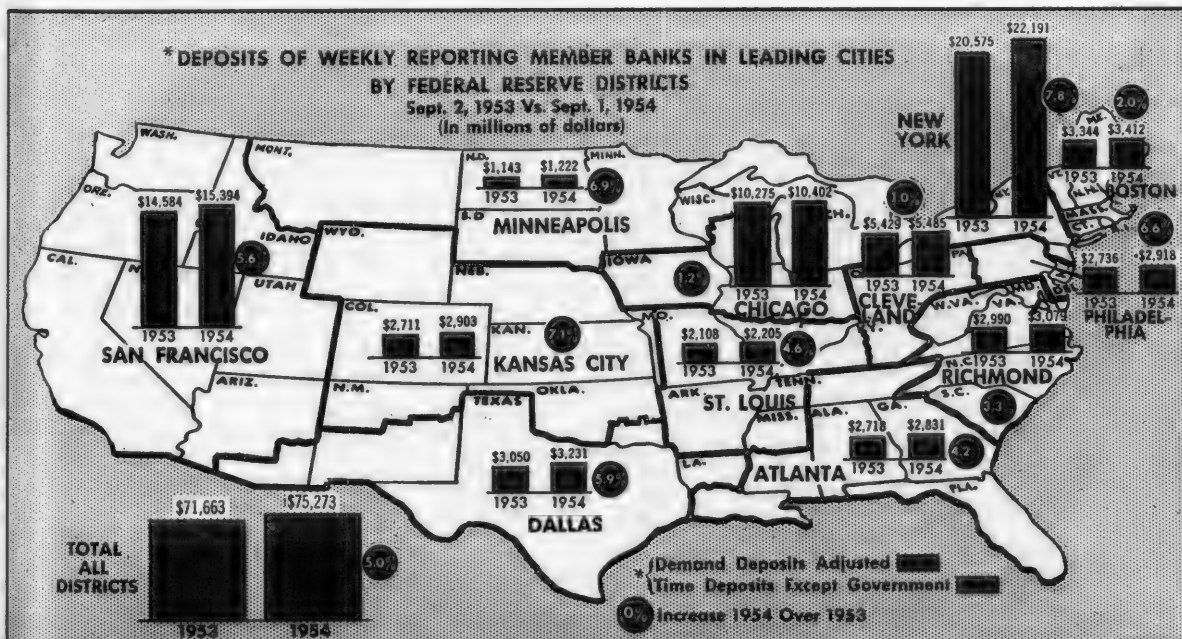 *DEPOSITS OF WEEKLY REPORTING MEMBER BANKS IN LEADING CITIES
BY FEDERAL RESERVE DISTRICTS
Sept. 2, 1953 Vs. Sept. 1, 1954
(In millions of dollars)
$20,575 $22,191
7.8%
NEW
YORK
1953 1954
2.0%
ME.
$3,344 $3,412
1953 1954
BOSTON
VT.
N.H.
MASS.
CT.
N.Y.
6.6%
$2,736 $2,918
1953 1954
PHILADEL-
PHIA
PA.
WASH.
MONT.
ORE.
IDAHO
WYO.
CAL.
UTAH
ARIZ.
N.M.
$14,584 $15,394
5.6%
1953 1954
SAN FRANCISCO
N.D.
MINN.
S.D.
$1,143 $1,222
6.9%
1953 1954
MINNEAPOLIS
WISC.
IOWA
1.2%
$10,275 $10,402
1953 1954
CHICAGO
1.0%
$5,429 $5,485
1953 1954
CLEVE-
LAND
NEB.
COL.
KAN.
$2,711 $2,903
7.1%
1953 1954
KANSAS CITY
MO.
$2,108 $2,205
4.6%
1953 1954
ST. LOUIS
ARK.
TENN.
MISS.
W.VA.
VA.
MD.
$2,990 $3,079
1953 1954
N.C.
RICHMOND
S.C.
OKLA.
TEXAS
$3,050 $3,231
5.9%
1953 1954
DALLAS
LA.
ALA.
GA.
$2,718 $2,831
4.2%
1953 1954
ATLANTA
FLA.
$71,663 $75,273
TOTAL
ALL
DISTRICTS
5.0%
1953 1954
* Demand Deposits Adjusted
Time Deposits Except Government
0% Increase 1954 Over 1953